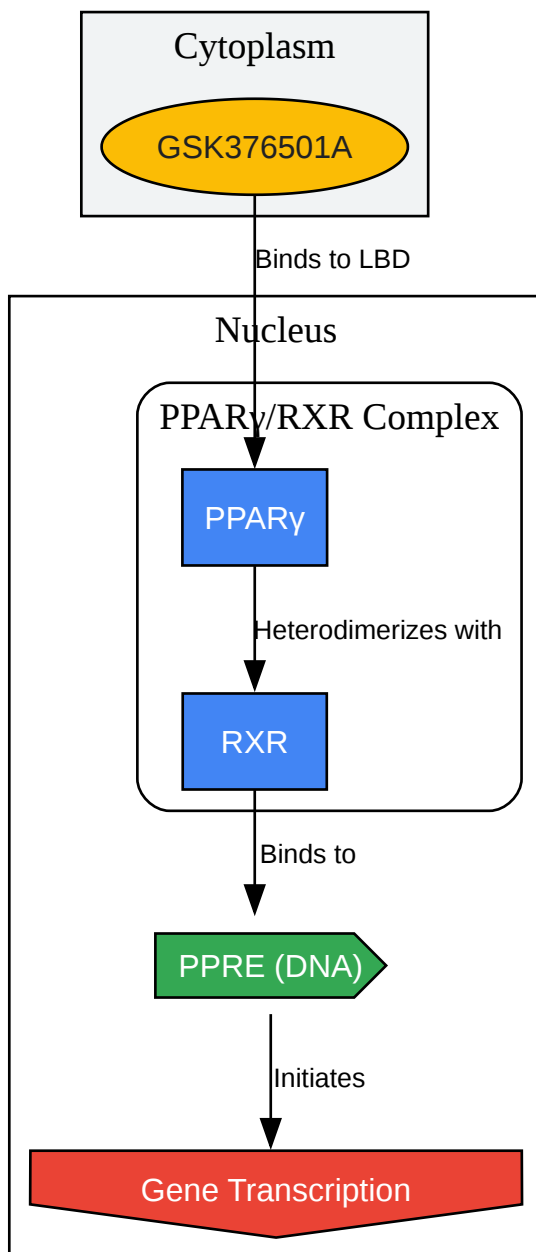 Cytoplasm
GSK376501A
Binds to LBD
Nucleus
PPARγ/RXR Complex
PPARγ
Heterodimerizes with
RXR
Binds to
PPRE (DNA)
Initiates
Gene Transcription